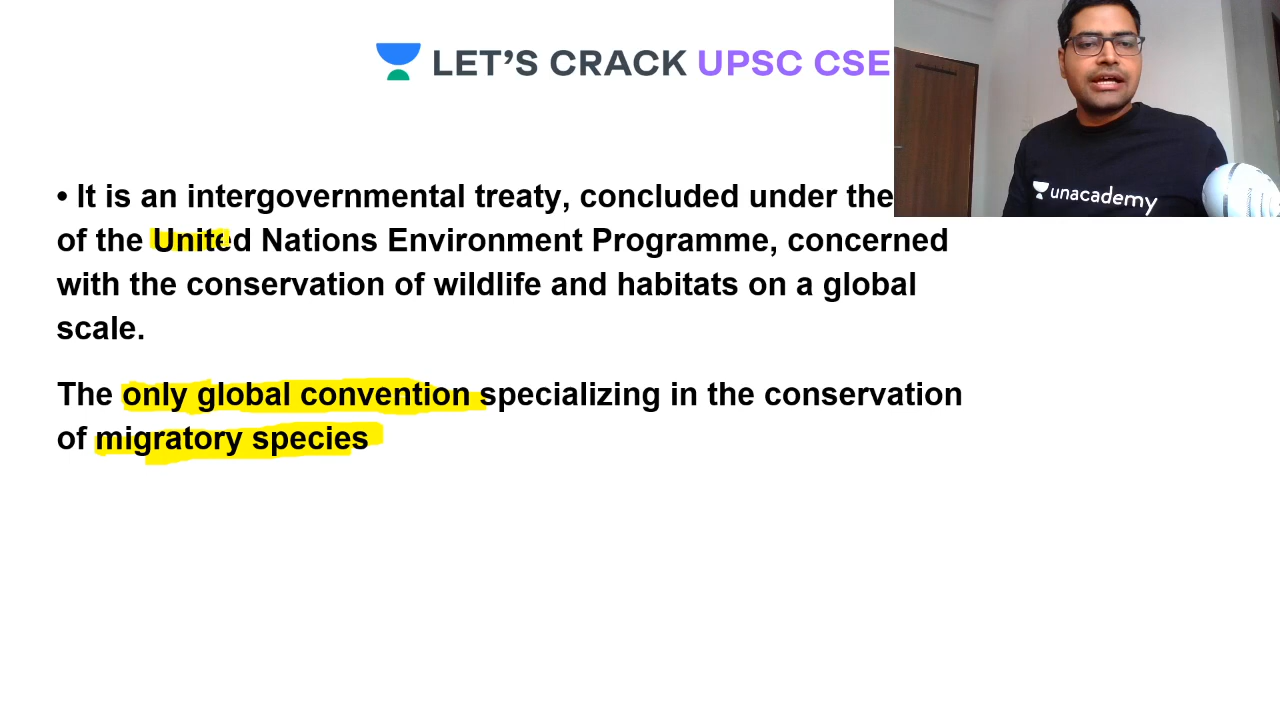 LET'S CRACK UPSC CSE
unacademy
• It is an intergovernmental treaty, concluded under the
of the United Nations Environment Programme, concerned
with the conservation of wildlife and habitats on a global
scale.
The only global convention specializing in the conservation
of migratory species